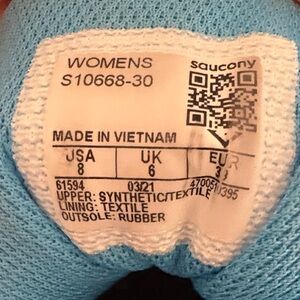 WOMENS saucony
S10668-30
MADE IN VIETNAM
USA UK EUR
8 6
61594 03/21
UPPER: SYNTHETIC/TEXTILE
LINING: TEXTILE
OUTSOLE: RUBBER